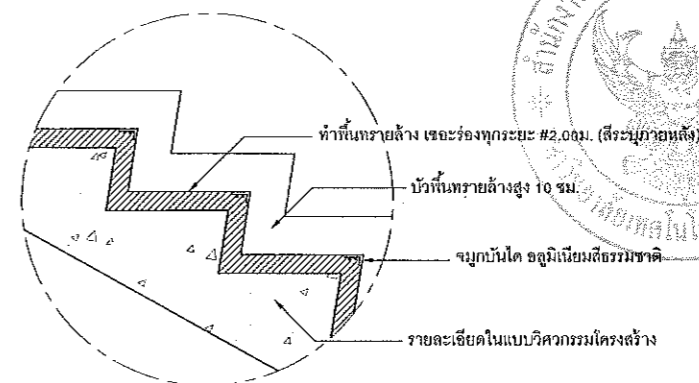 ทำพื้นทรายล้าง เซาะร่องทุกระยะ #2.00ม. (สีระบุภายหลัง)
บัวพื้นทรายล้างสูง 10 ซม.
จมูกบันได อลูมิเนียมสีธรรมชาติ
รายละเอียดในแบบวิศวกรรมโครงสร้าง